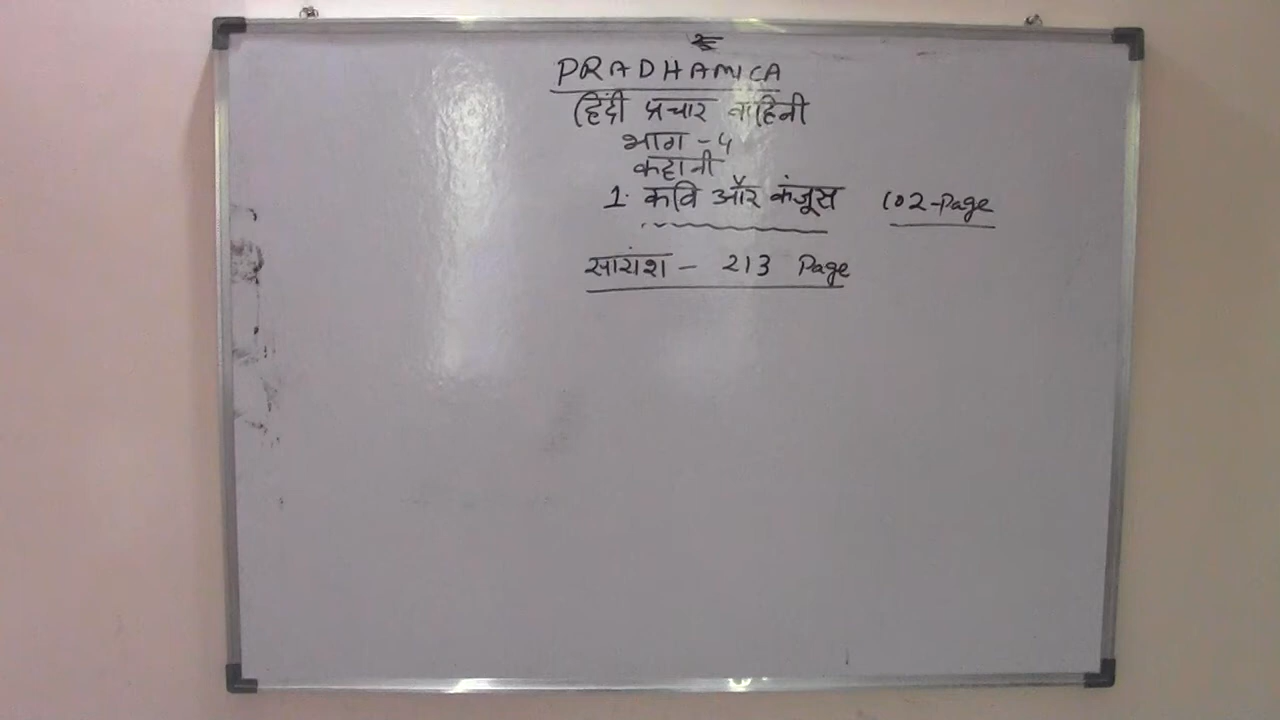 PRADHAMICA
हिंदी प्रचार वाहिनी
भाग - 4
कहानी
1. कवि और कंजूस 102-Page
सारांश - 213 Page